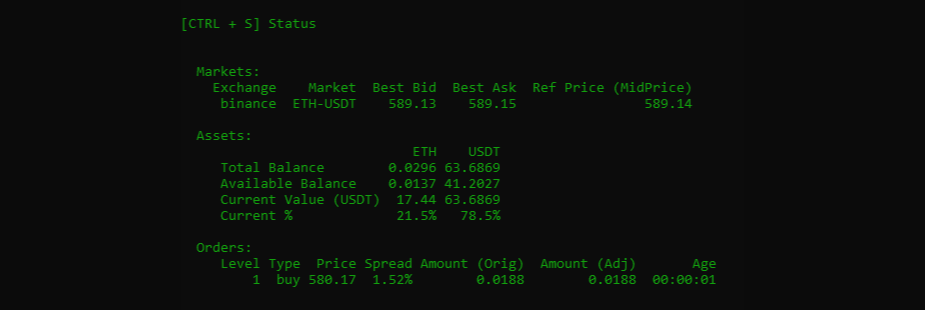 [CTRL + S] Status
Markets:
Exchange Market Best Bid Best Ask Ref Price (MidPrice)
binance ETH-USDT 589.13 589.15 589.14
Assets:
ETH USDT
Total Balance 0.0296 63.6869
Available Balance 0.0137 41.2027
Current Value (USDT) 17.44 63.6869
Current % 21.5% 78.5%
Orders:
Level Type Price Spread Amount (Orig) Amount (Adj) Age
1 buy 580.17 1.52% 0.0188 0.0188 00:00:01